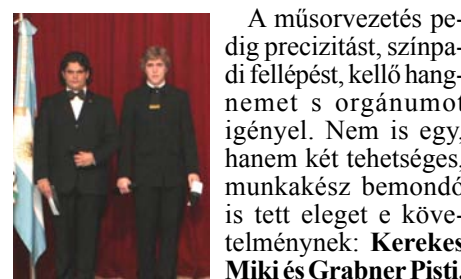 A műsorvezetés pe-
dig precizitást, színpa-
di fellépést, kellő hang-
nemet s orgánumot
igényel. Nem is egy,
hanem két tehetséges,
munkakész bemondó
is tett eleget e köve-
telménynek: Kerekes
Miki és Grabner Pisti.